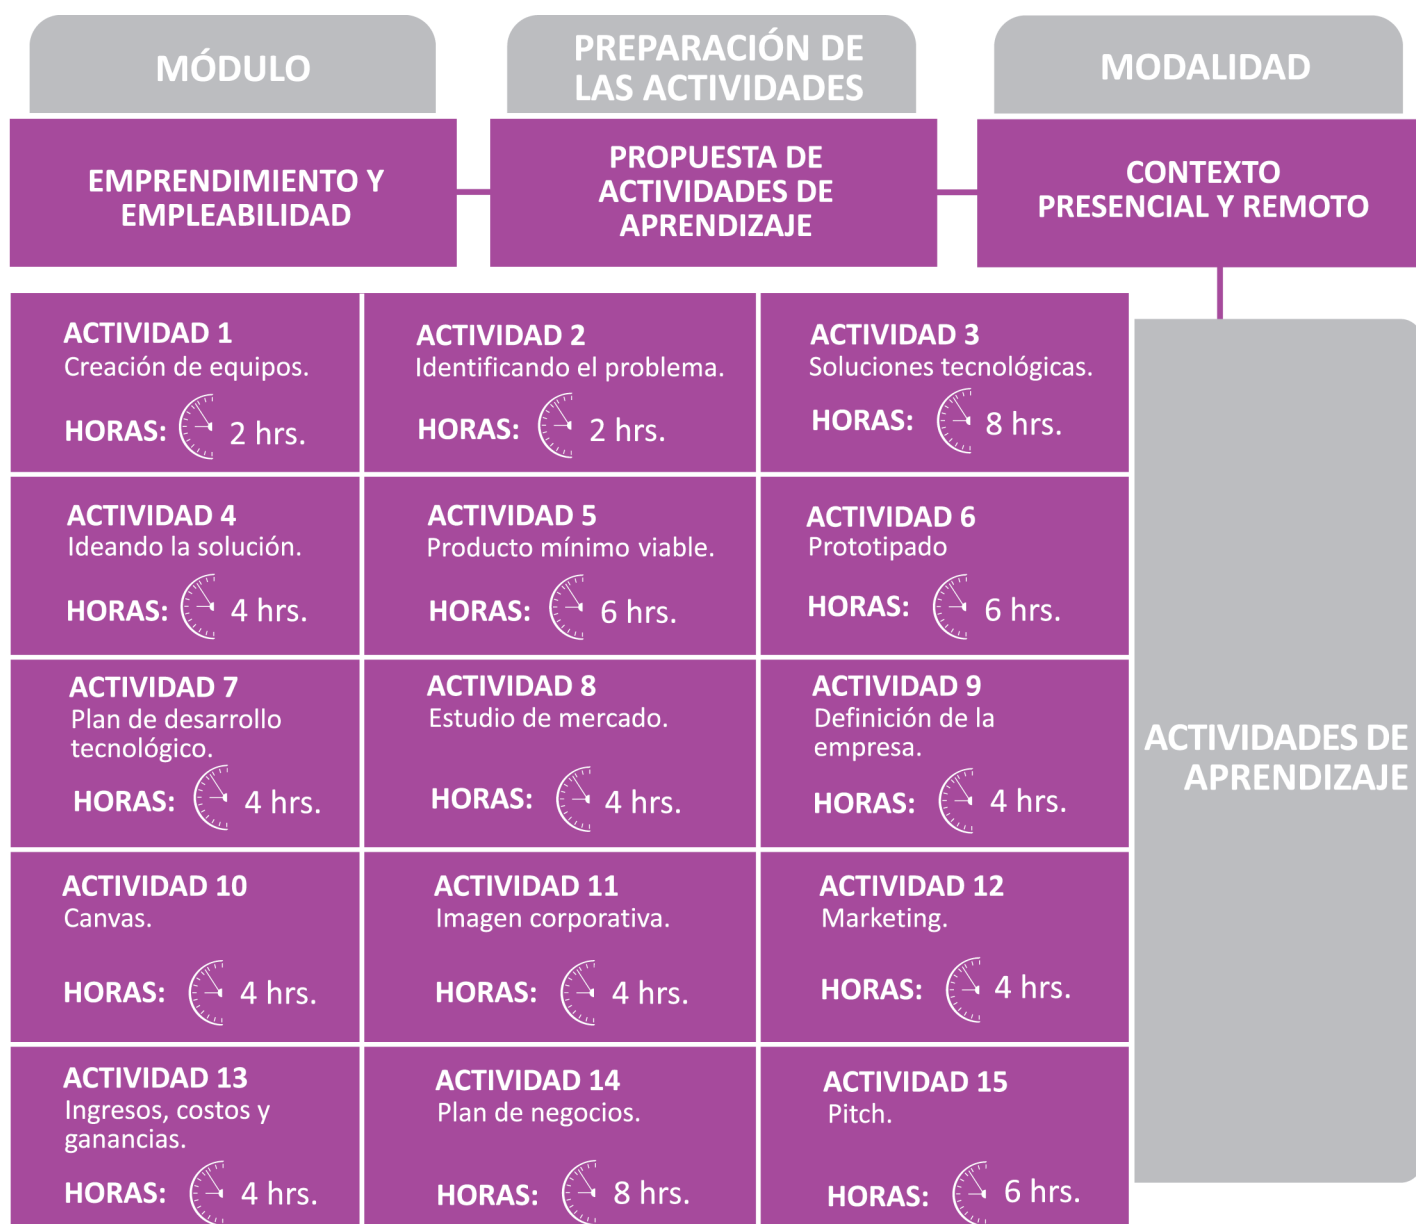 MÓDULO
PREPARACIÓN DE
LAS ACTIVIDADES
MODALIDAD
EMPRENDIMIENTO Y
EMPLEABILIDAD
PROPUESTA DE
ACTIVIDADES DE
APRENDIZAJE
CONTEXTO
PRESENCIAL Y REMOTO
ACTIVIDAD 1
Creación de equipos.
HORAS: 2 hrs.
ACTIVIDAD 2
Identificando el problema.
HORAS: 2 hrs.
ACTIVIDAD 3
Soluciones tecnológicas.
HORAS: 8 hrs.
ACTIVIDAD 4
Ideando la solución.
HORAS: 4 hrs.
ACTIVIDAD 5
Producto mínimo viable.
HORAS: 6 hrs.
ACTIVIDAD 6
Prototipado
HORAS: 6 hrs.
ACTIVIDAD 7
Plan de desarrollo
tecnológico.
HORAS: 4 hrs.
ACTIVIDAD 8
Estudio de mercado.
HORAS: 4 hrs.
ACTIVIDAD 9
Definición de la
empresa.
HORAS: 4 hrs.
ACTIVIDAD 10
Canvas.
HORAS: 4 hrs.
ACTIVIDAD 11
Imagen corporativa.
HORAS: 4 hrs.
ACTIVIDAD 12
Marketing.
HORAS: 4 hrs.
ACTIVIDAD 13
Ingresos, costos y
ganancias.
HORAS: 4 hrs.
ACTIVIDAD 14
Plan de negocios.
HORAS: 8 hrs.
ACTIVIDAD 15
Pitch.
HORAS: 6 hrs.
ACTIVIDADES DE
APRENDIZAJE